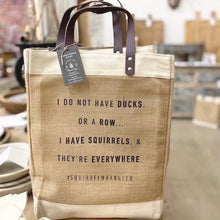 I DO NOT HAVE DUCKS.
OR A ROW...
I HAVE SQUIRRELS, &
THEY'RE EVERYWHERE.
#SQUIRRELWRANGLER